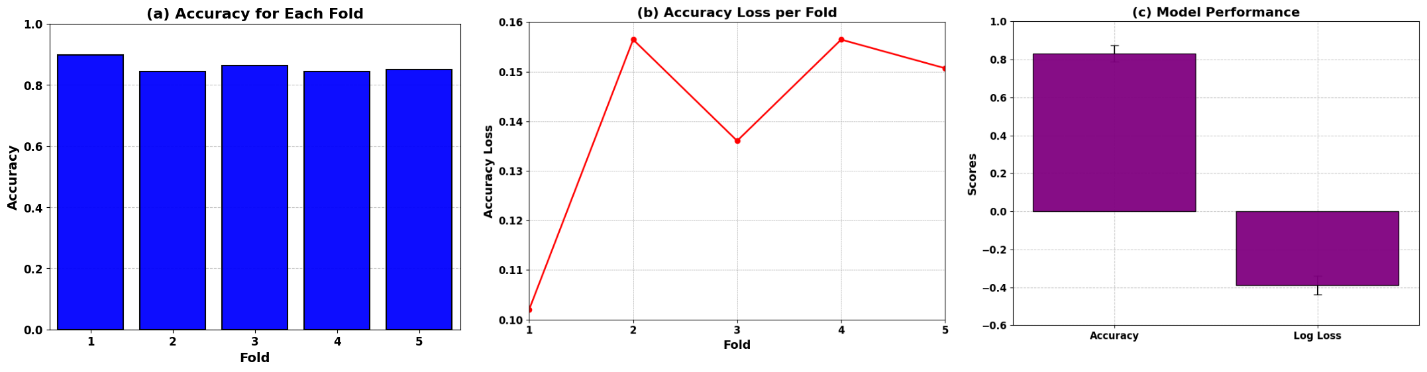 (a) Accuracy for Each Fold
1.0
0.8
0.6
0.4
0.2
0.0
Accuracy
1 2 3 4 5
Fold
(b) Accuracy Loss per Fold
0.16
0.15
0.14
0.13
0.12
0.11
0.10
Accuracy Loss
1 2 3 4 5
Fold
(c) Model Performance
1.0
0.8
0.6
0.4
0.2
0.0
−0.2
−0.4
−0.6
Scores
Accuracy Log Loss